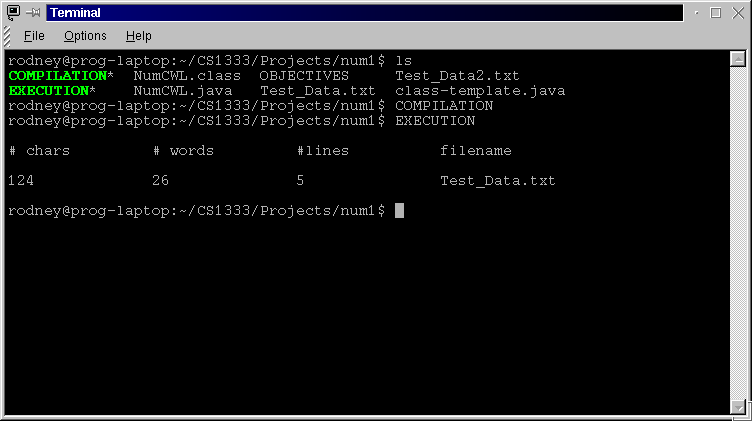 Terminal
File Options Help
rodney@prog-laptop:~/CS1333/Projects/num1$ ls
COMPILATION* NumCWL.class OBJECTIVES Test_Data2.txt
EXECUTION* NumCWL.java Test_Data.txt class-template.java
rodney@prog-laptop:~/CS1333/Projects/num1$ COMPILATION
rodney@prog-laptop:~/CS1333/Projects/num1$ EXECUTION
# chars # words #lines filename
124 26 5 Test_Data.txt
rodney@prog-laptop:~/CS1333/Projects/num1$